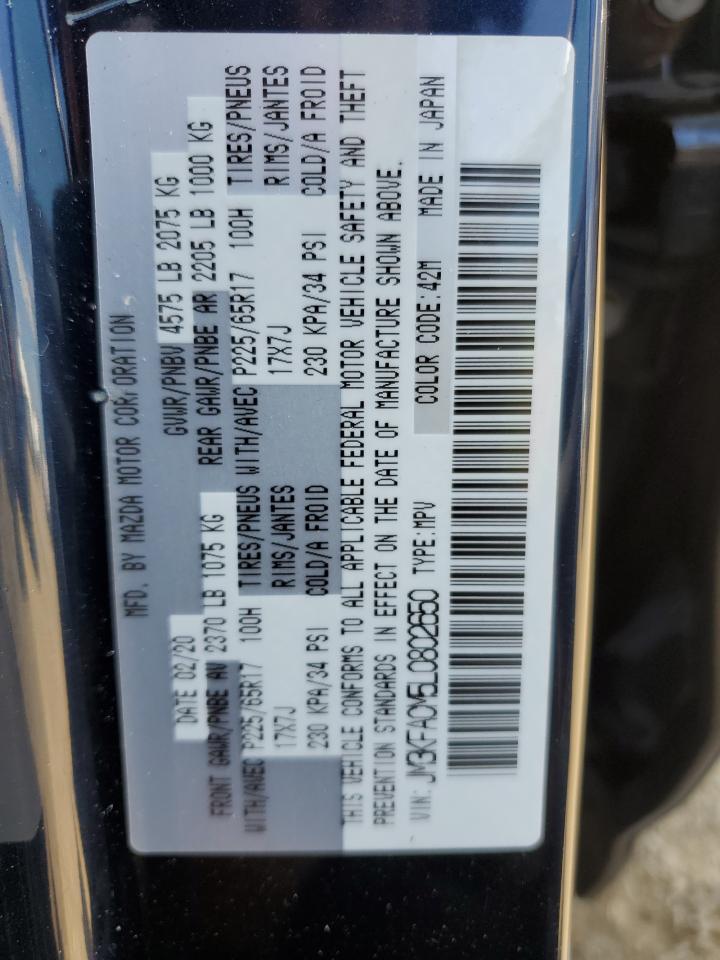 MFD. BY MAZDA MOTOR CORPORATION
DATE 02/20 GVWR/PNBV 4575 LB 2075 KG
FRONT GAWR/PNBE AV 2370 LB 1075 KG REAR GAWR/PNBE AR 2205 LB 1000 KG
WITH/AVEC P225/65R17 100H TIRES/PNEUS WITH/AVEC P225/65R17 100H TIRES/PNEUS
17X7J RIMS/JANTES 17X7J RIMS/JANTES
230 KPA/34 PSI COLD/A FROID 230 KPA/34 PSI COLD/A FROID
THIS VEHICLE CONFORMS TO ALL APPLICABLE FEDERAL MOTOR VEHICLE SAFETY AND THEFT
PREVENTION STANDARDS IN EFFECT ON THE DATE OF MANUFACTURE SHOWN ABOVE.
VIN: JM3KFACM5L0802650 TYPE:MPV COLOR CODE:42M MADE IN JAPAN